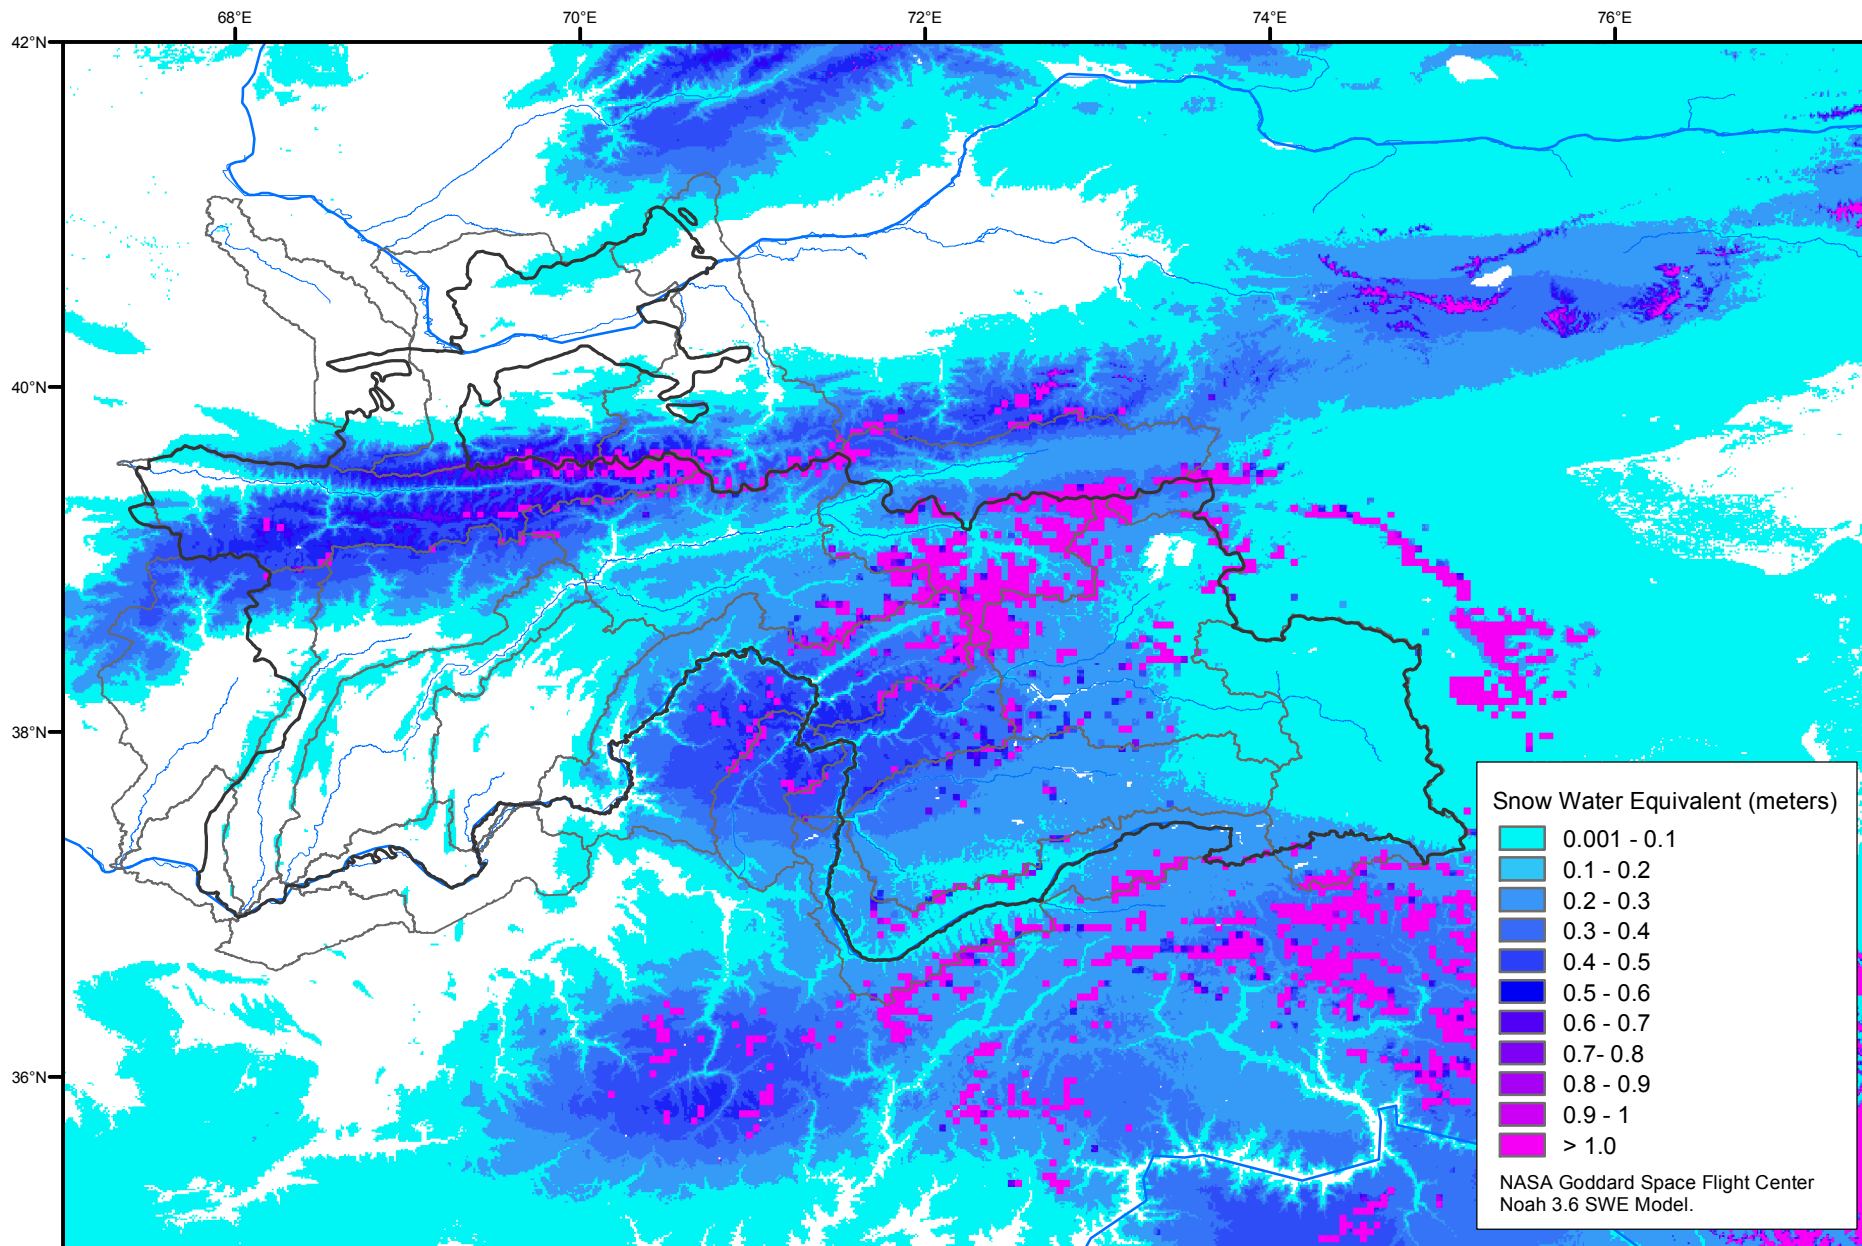 68°E 70°E 72°E 74°E 76°E
42°N
40°N
38°N
36°N
Snow Water Equivalent (meters)
0.001 - 0.1
0.1 - 0.2
0.2 - 0.3
0.3 - 0.4
0.4 - 0.5
0.5 - 0.6
0.6 - 0.7
0.7- 0.8
0.8 - 0.9
0.9 - 1
> 1.0
NASA Goddard Space Flight Center
Noah 3.6 SWE Model.